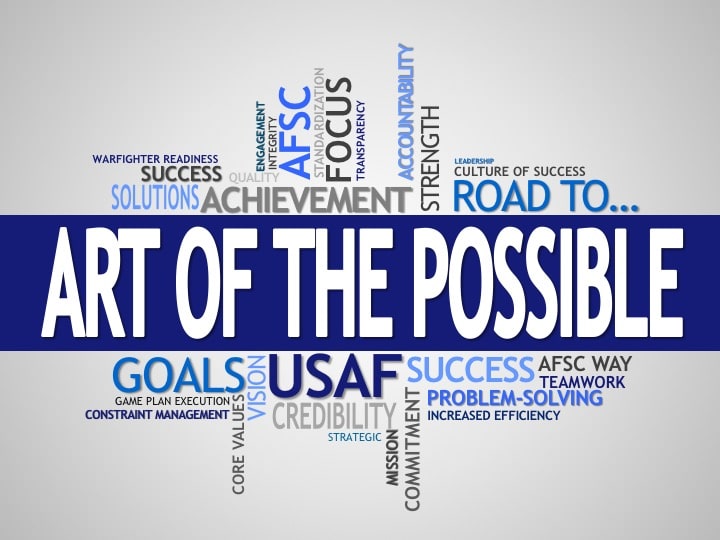 ENGAGEMENT
INTEGRITY
AFSC
STANDARDIZATION
FOCUS
TRANSPARENCY
ACCOUNTABILITY
STRENGTH
WARFIGHTER READINESS
SUCCESS
QUALITY
SOLUTIONS
ACHIEVEMENT
LEADERSHIP
CULTURE OF SUCCESS
ROAD TO...
ART OF THE POSSIBLE
GOALS
VISION
USAF
SUCCESS
AFSC WAY
TEAMWORK
GAME PLAN EXECUTION
CONSTRAINT MANAGEMENT
CORE VALUES
CREDIBILITY
STRATEGIC
MISSION
COMMITMENT
PROBLEM-SOLVING
INCREASED EFFICIENCY